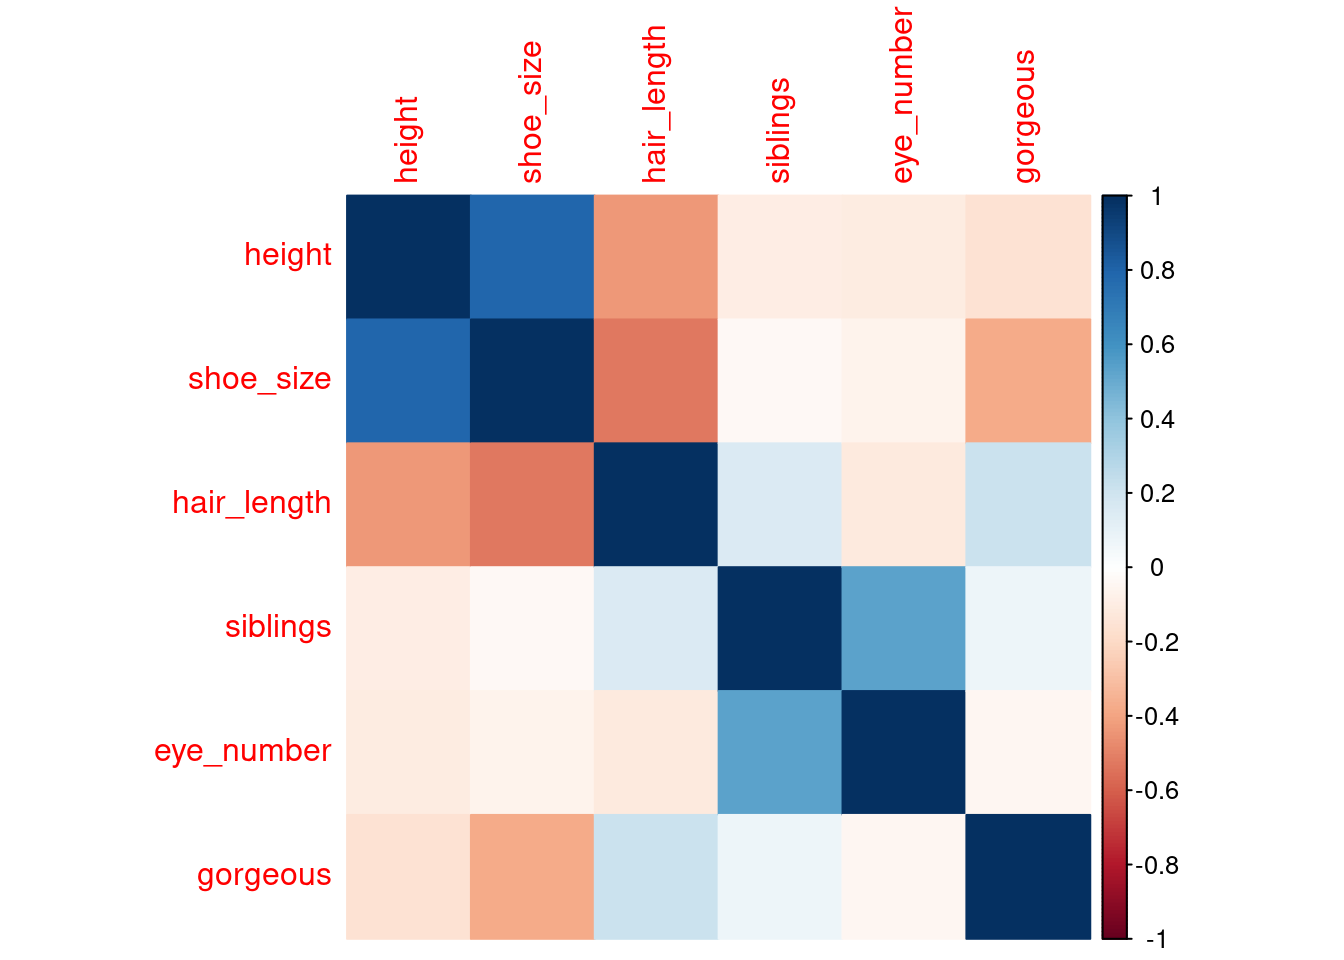 height
shoe_size
hair_length
siblings
eye_number
gorgeous
height
shoe_size
hair_length
siblings
eye_number
gorgeous
1
0.8
0.6
0.4
0.2
0
-0.2
-0.4
-0.6
-0.8
-1